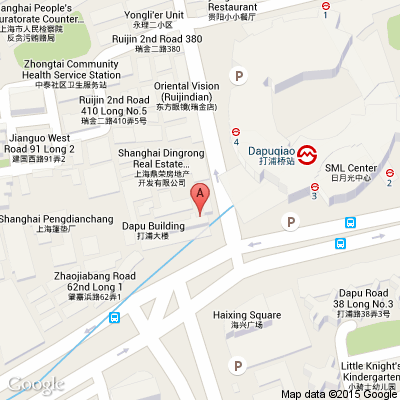 Shanghai People's
Procuratorate Counter...
上海市人民检察院
反贪污贿赂局
Yongli'er Unit
永理二小区
Ruijin 2nd Road 380
瑞金二路380
Restaurant
贵阳小小餐厅
Zhongtai Community
Health Service Station
中泰社区卫生服务站
Oriental Vision
(Ruijindian)
东方眼镜(瑞金店)
P
Ruijin 2nd Road
410 Long No.5
瑞金二路410弄5号
Jianguo West
Road 91 Long 2
建国西路91弄2
4
Dapuqiao
打浦桥站
Shanghai Dingrong
Real Estate...
上海鼎荣房地产
开发有限公司
SML Center
日月光中心
2
3
3
A
Shanghai Pengdianchang
上海篷垫厂
Dapu Building
打浦大楼
P
Zhaojiabang Road
62nd Long 1
肇嘉浜路62弄1
Dapu Road
38 Long No.3
打浦路38弄3号
Haixing Square
海兴广场
P
Little Knight's
Kindergarten
小骑士幼儿园
Google
Map data ©2015 Google